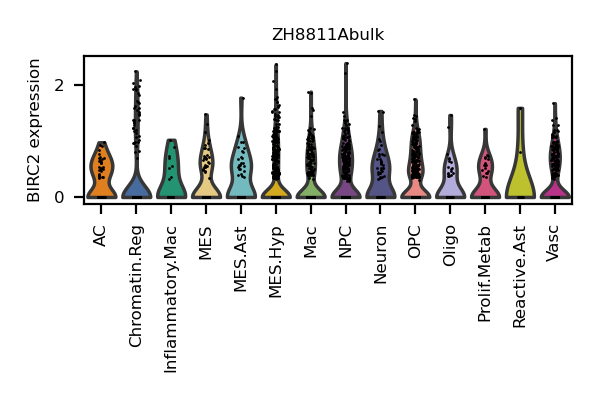 ZH8811Abulk
BIRC2 expression
2
0
AC
Chromatin.Reg
Inflammatory.Mac
MES
MES.Ast
MES.Hyp
Mac
NPC
Neuron
OPC
Oligo
Prolif.Metab
Reactive.Ast
Vasc